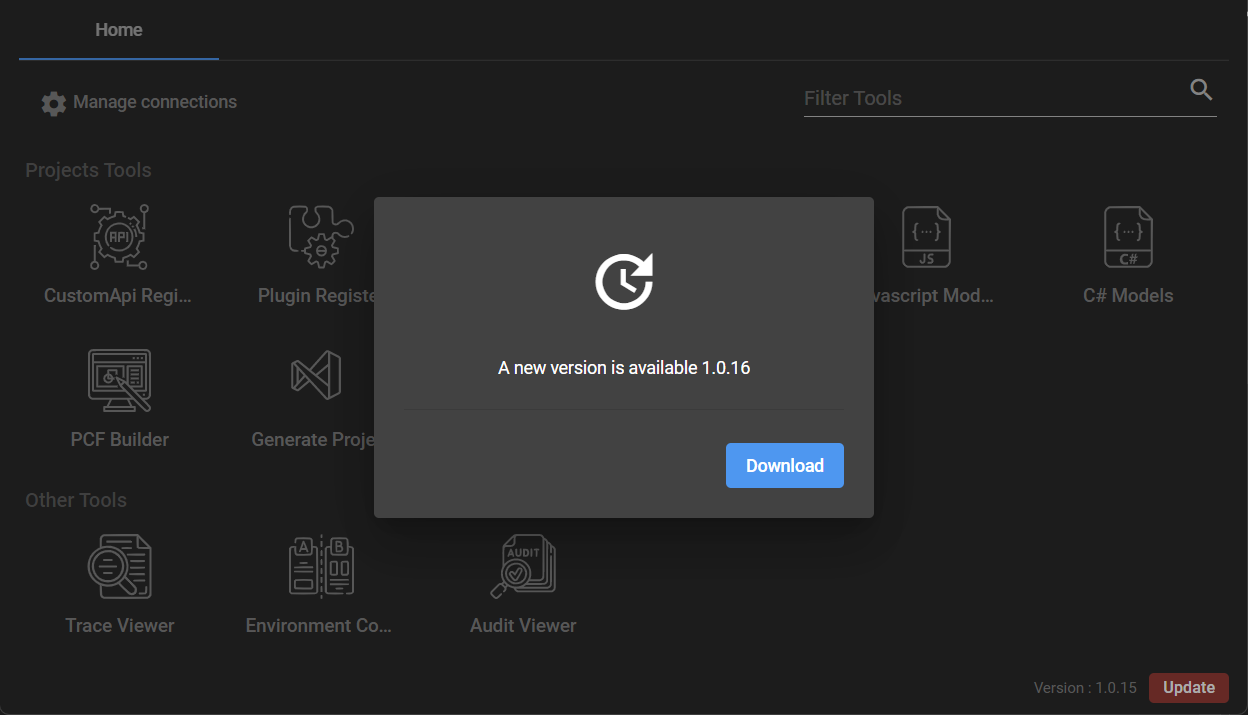 Home
Manage connections
Filter Tools
Projects Tools
API
{...}
JS
{...}
C#
CustomApi Regi...
Plugin Registe
vascript Mod...
C# Models
A new version is available 1.0.16
PCF Builder
Generate Proje
Download
Other Tools
A
B
AUDIT
Trace Viewer
Environment Co...
Audit Viewer
Version : 1.0.15
Update